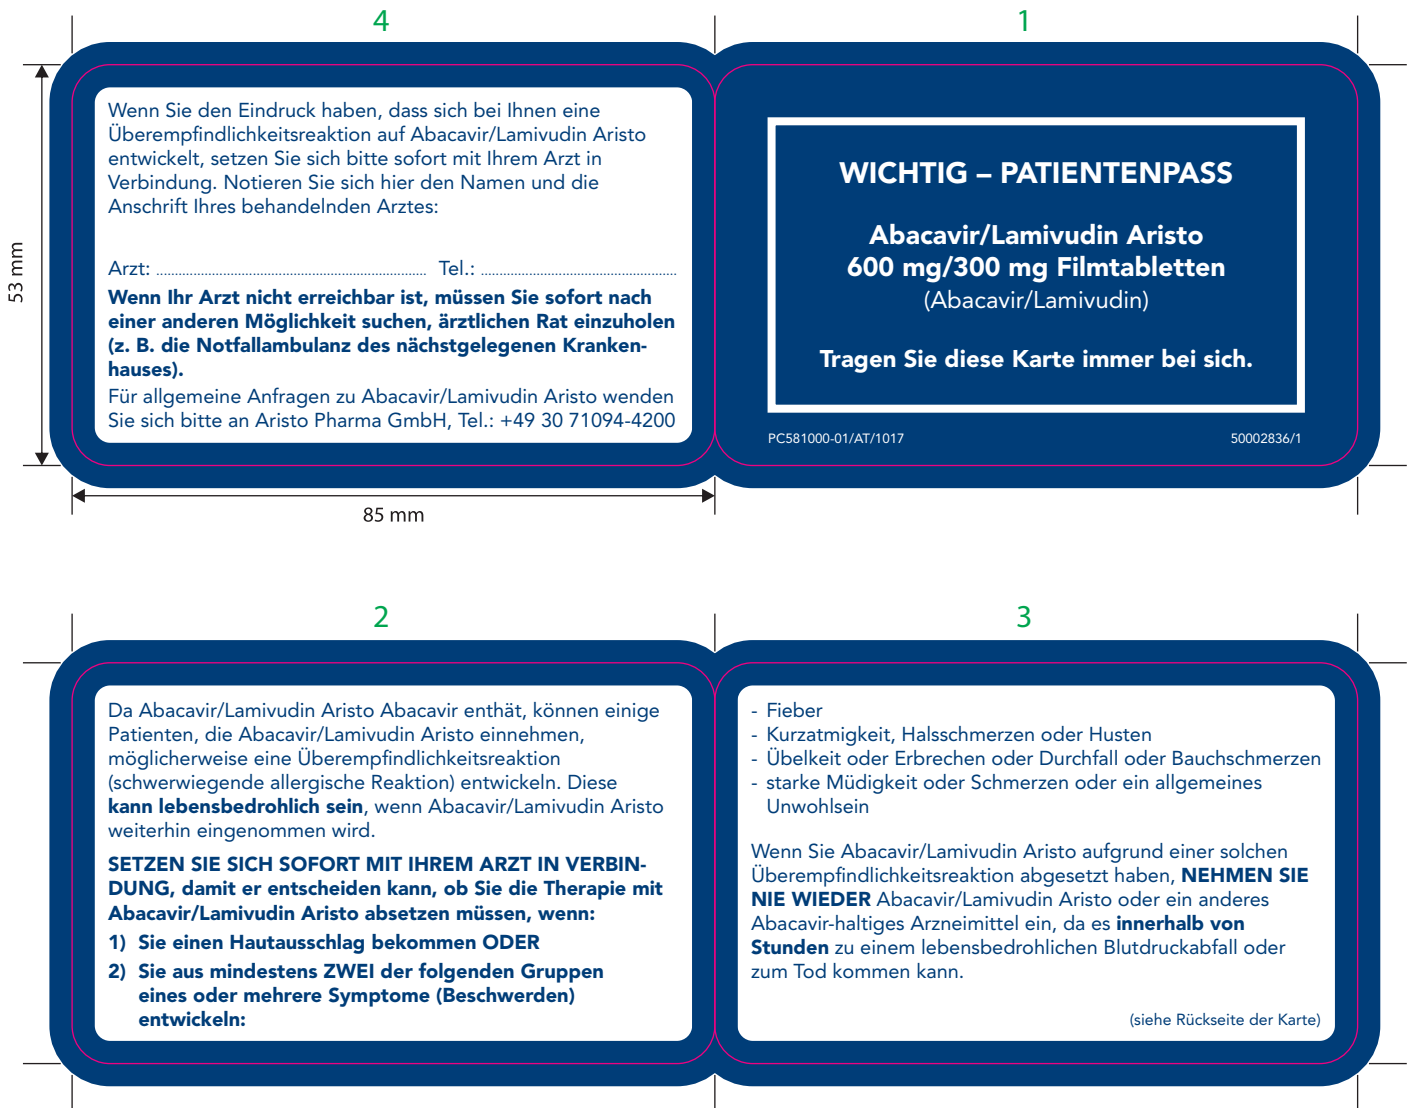 4
Wenn Sie den Eindruck haben, dass sich bei Ihnen eine
Überempfindlichkeitsreaktion auf Abacavir/Lamivudin Aristo
entwickelt, setzen Sie sich bitte sofort mit Ihrem Arzt in
Verbindung. Notieren Sie sich hier den Namen und die
Anschrift Ihres behandelnden Arztes:
Arzt: ........................................ Tel.: ........................................
Wenn Ihr Arzt nicht erreichbar ist, müssen Sie sofort nach
einer anderen Möglichkeit suchen, ärztlichen Rat einzuholen
(z. B. die Notfallambulanz des nächstgelegenen Kranken-
hauses).
Für allgemeine Anfragen zu Abacavir/Lamivudin Aristo wenden
Sie sich bitte an Aristo Pharma GmbH, Tel.: +49 30 71094-4200
53 mm
85 mm
1
WICHTIG – PATIENTENPASS
Abacavir/Lamivudin Aristo
600 mg/300 mg Filmtabletten
(Abacavir/Lamivudin)
Tragen Sie diese Karte immer bei sich.
PC581000-01/AT/1017 50002836/1
2
Da Abacavir/Lamivudin Aristo Abacavir enthät, können einige
Patienten, die Abacavir/Lamivudin Aristo einnehmen,
möglicherweise eine Überempfindlichkeitsreaktion
(schwerwiegende allergische Reaktion) entwickeln. Diese
kann lebensbedrohlich sein, wenn Abacavir/Lamivudin Aristo
weiterhin eingenommen wird.
SETZEN SIE SICH SOFORT MIT IHREM ARZT IN VERBIN-
DUNG, damit er entscheiden kann, ob Sie die Therapie mit
Abacavir/Lamivudin Aristo absetzen müssen, wenn:
1) Sie einen Hautausschlag bekommen ODER
2) Sie aus mindestens ZWEI der folgenden Gruppen
eines oder mehrere Symptome (Beschwerden)
entwickeln:
3
- Fieber
- Kurzatmigkeit, Halsschmerzen oder Husten
- Übelkeit oder Erbrechen oder Durchfall oder Bauchschmerzen
- starke Müdigkeit oder Schmerzen oder ein allgemeines
Unwohlsein
Wenn Sie Abacavir/Lamivudin Aristo aufgrund einer solchen
Überempfindlichkeitsreaktion abgesetzt haben, NEHMEN SIE
NIE WIEDER Abacavir/Lamivudin Aristo oder ein anderes
Abacavir-haltiges Arzneimittel ein, da es innerhalb von
Stunden zu einem lebensbedrohlichen Blutdruckabfall oder
zum Tod kommen kann.
(siehe Rückseite der Karte)